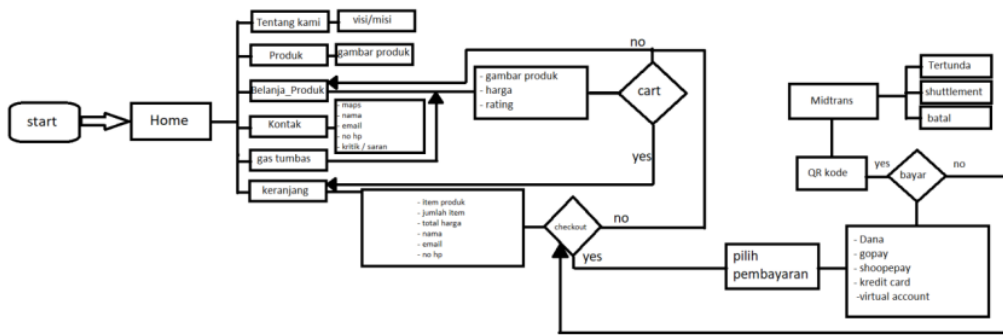 start
Home
Tentang kami
visi/misi
Produk
gambar produk
Belanja_Produk
Kontak
- maps
- nama
- email
- no hp
- kritik / saran
gas tumbas
keranjang
- gambar produk
- harga
- rating
cart
no
yes
- item produk
- jumlah item
- total harga
- nama
- email
- no hp
checkout
no
yes
pilih
pembayaran
- Dana
- gopay
- shoopepay
- kredit card
-virtual account
bayar
yes
no
QR kode
Midtrans
Tertunda
shuttlement
batal